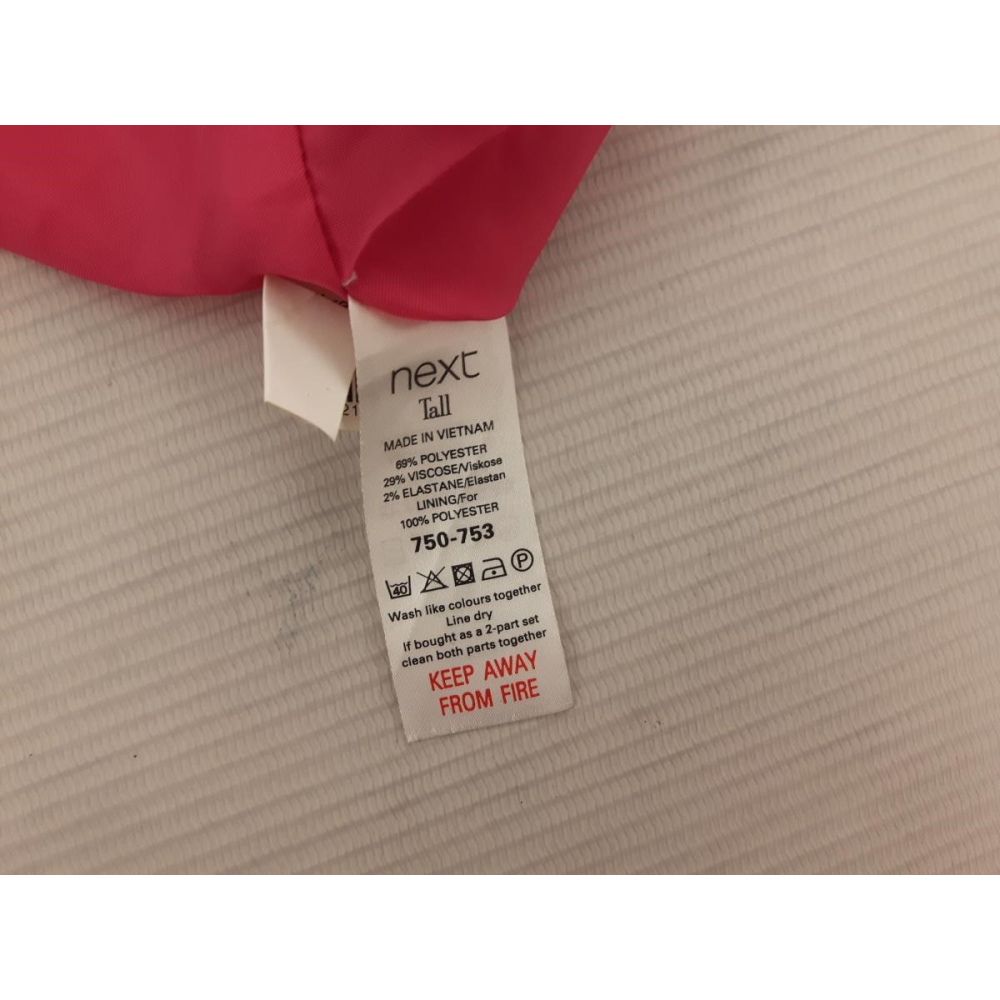 next
Tall
MADE IN VIETNAM
69% POLYESTER
29% VISCOSE/Viskose
2% ELASTANE/Elastan
LINING/For
100% POLYESTER
750-753
40 P
Wash like colours together
Line dry
If bought as a 2-part set
clean both parts together
KEEP AWAY
FROM FIRE
21